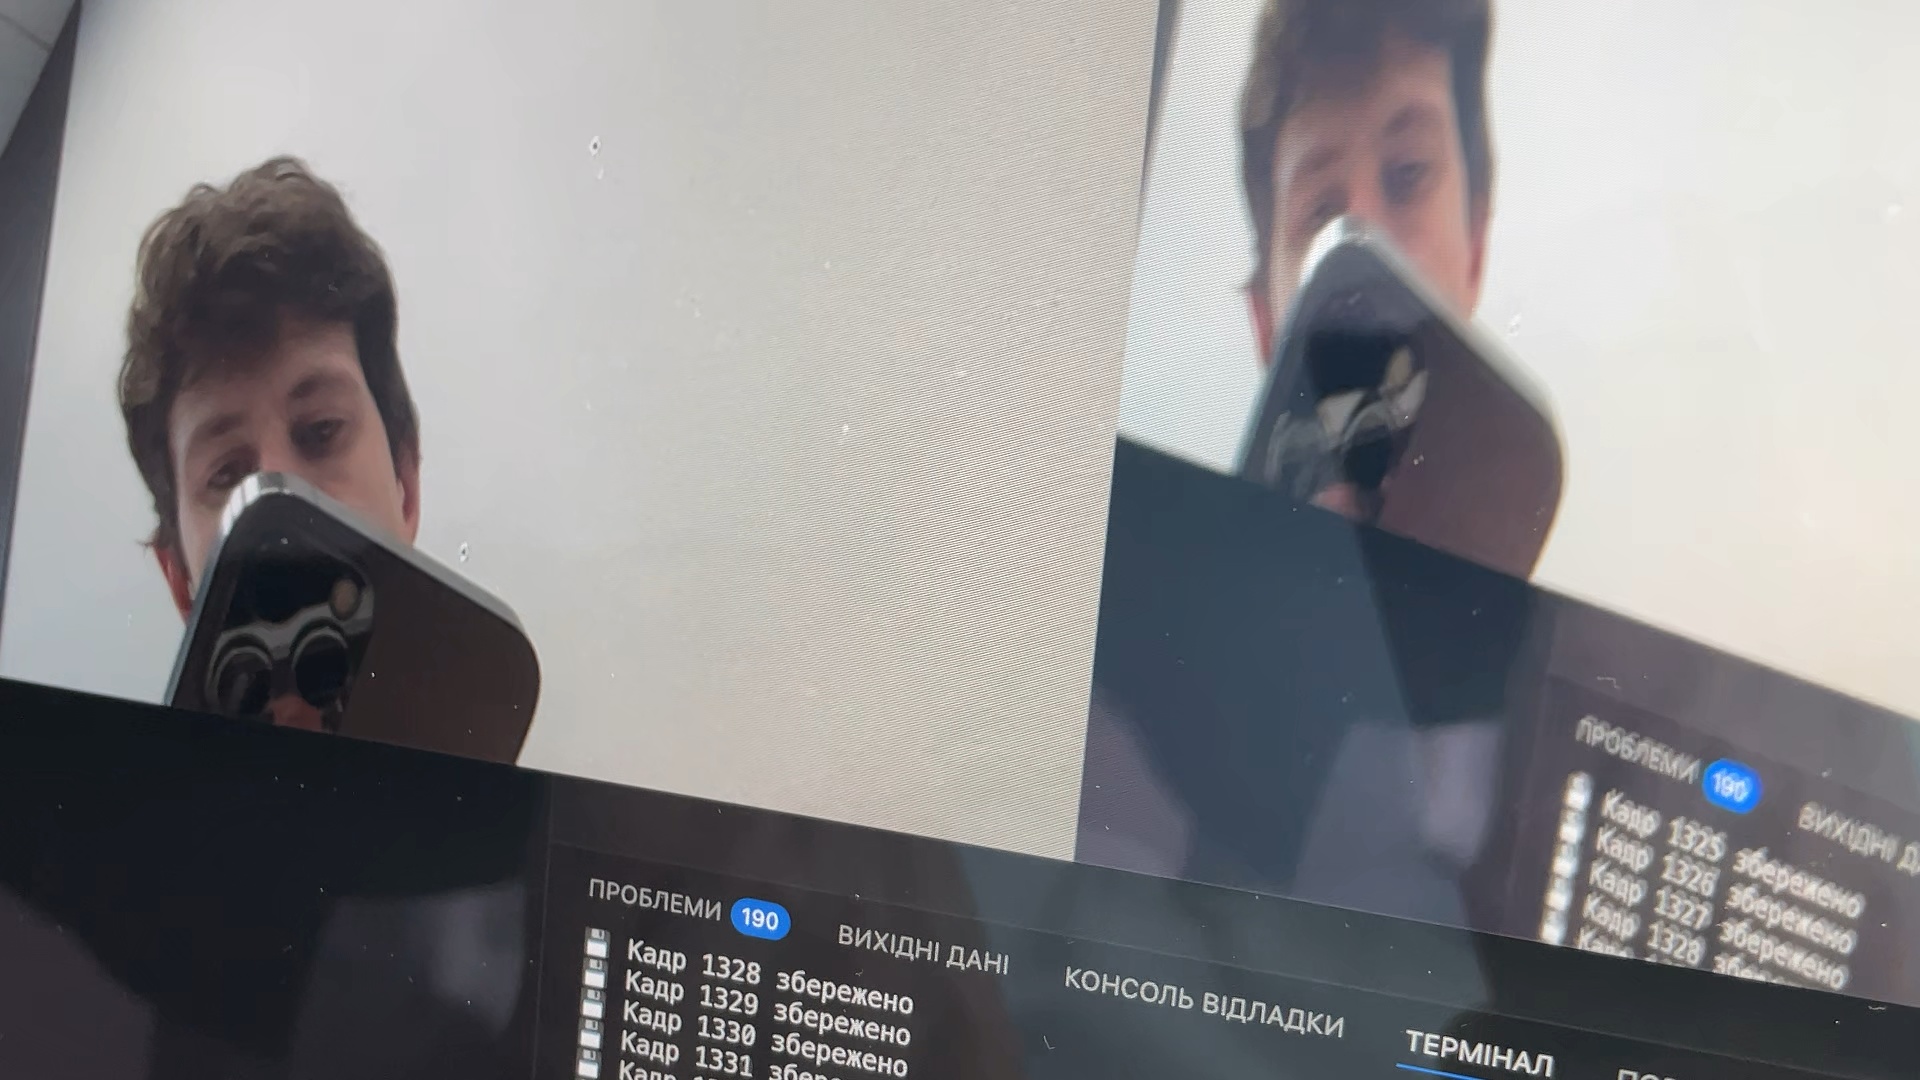 ПРОБЛЕМИ 190 ВИХІДНІ ДАНІ КОНСОЛЬ ВІДЛАДКИ ТЕРМІНАЛ
Кадр 1328 збережено
Кадр 1329 збережено
Кадр 1330 збережено
Кадр 1331
ПРОБЛЕМИ 190 ВИХІДНІ
Кадр 1325 збережено
Кадр 1326 збережено
Кадр 1327 збережено
Кадр 1328